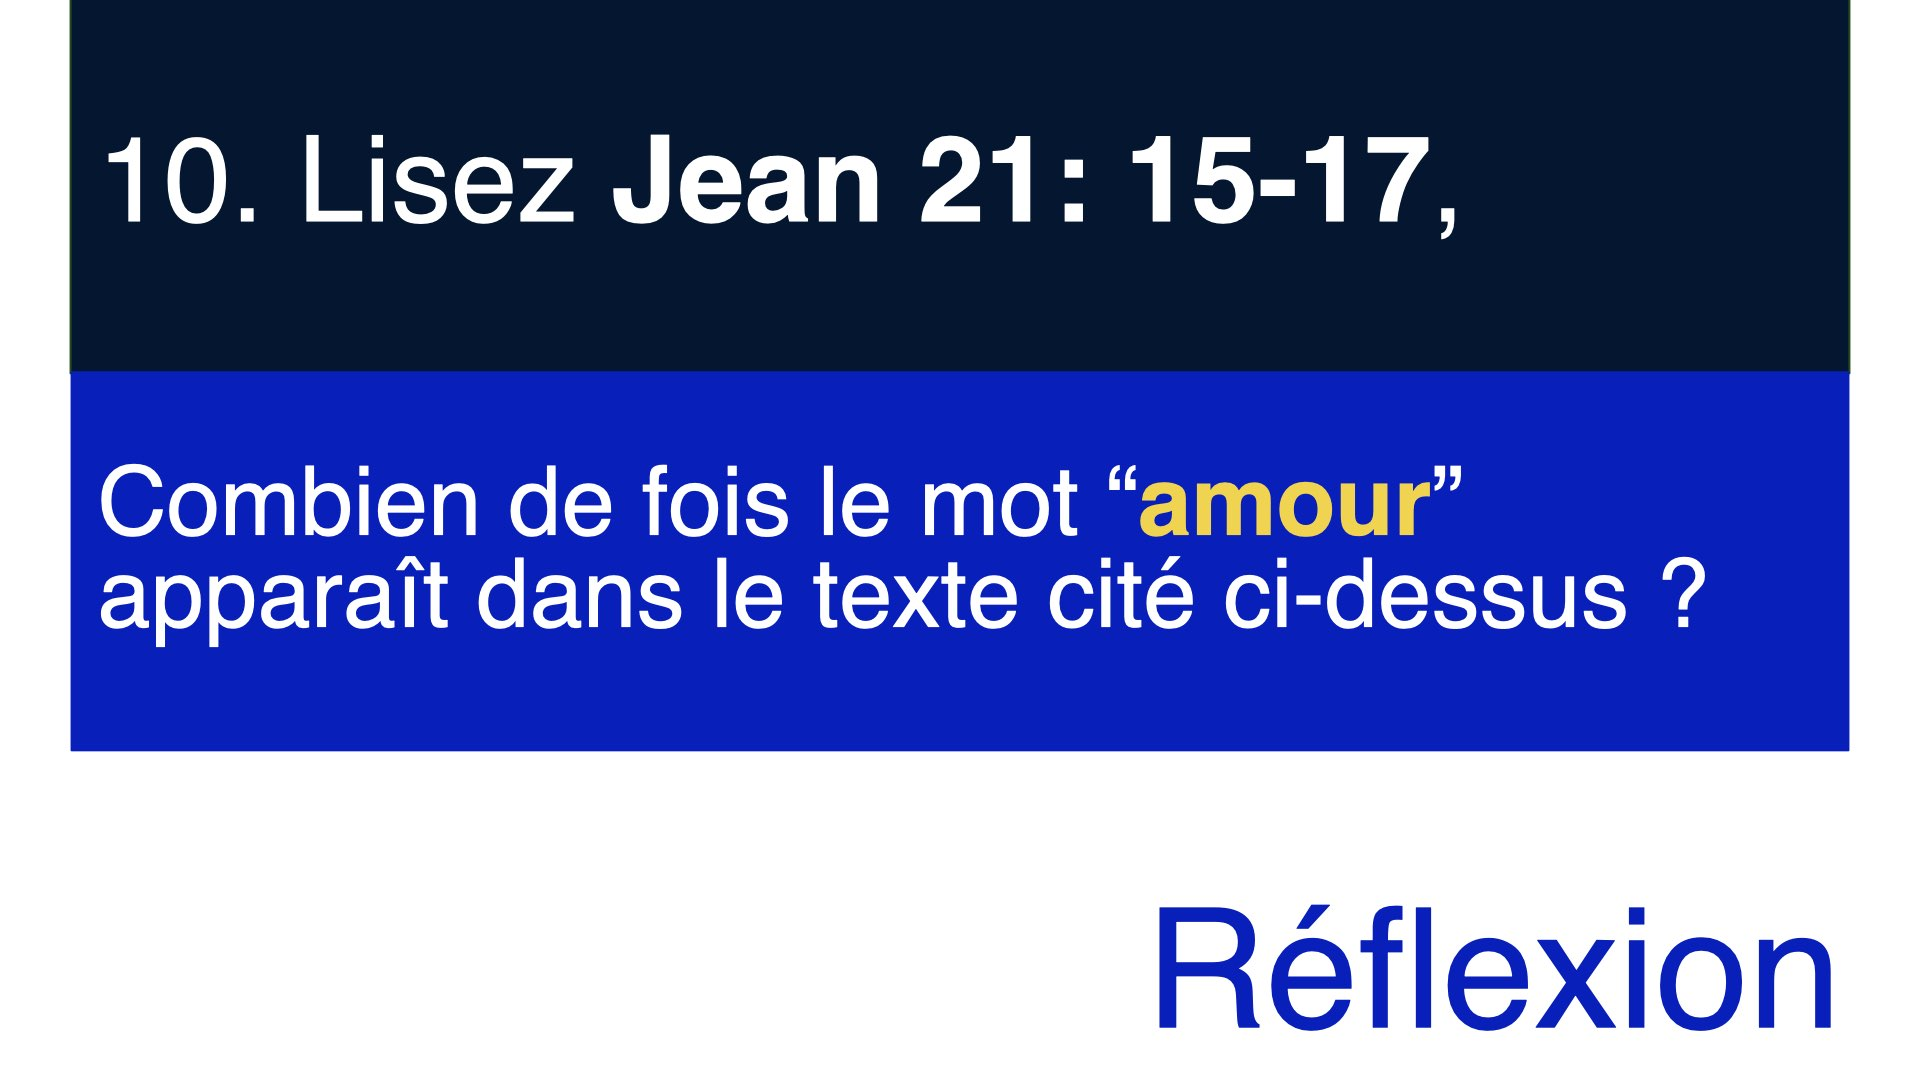 10. Lisez Jean 21: 15-17,
Combien de fois le mot “amour”
apparaît dans le texte cité ci-dessus ?
Réflexion